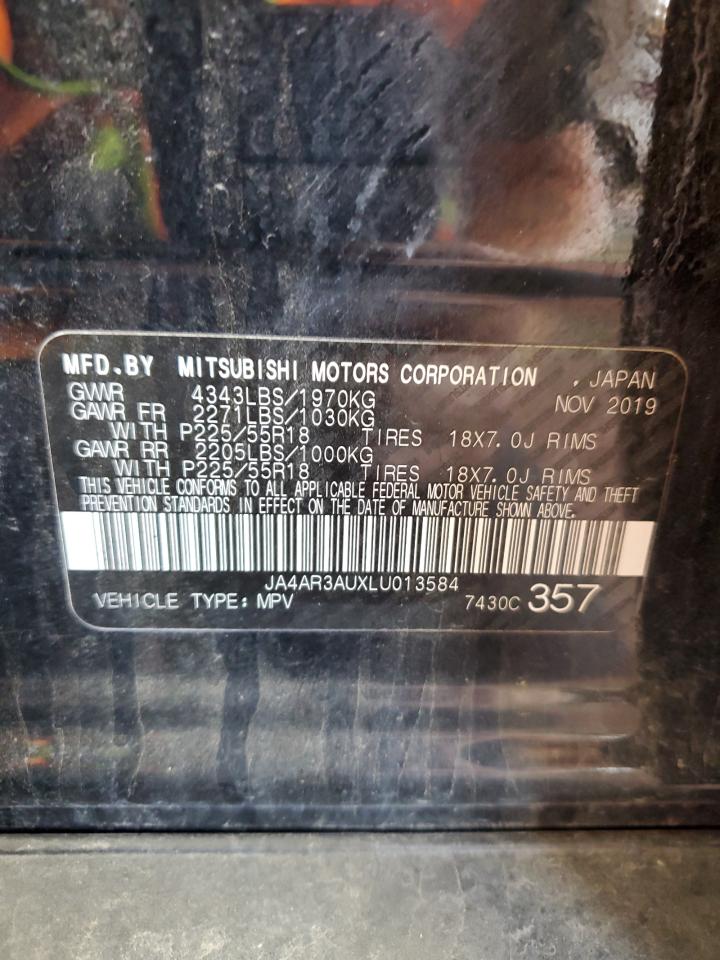 MFD.BY MITSUBISHI MOTORS CORPORATION , JAPAN
GVWR 4343LBS/1970KG NOV 2019
GAWR FR 2271LBS/1030KG
WITH P225/55R18 TIRES 18X7.0J RIMS
GAWR RR 2205LBS/1000KG
WITH P225/55R18 TIRES 18X7.0J RIMS
THIS VEHICLE CONFORMS TO ALL APPLICABLE FEDERAL MOTOR VEHICLE SAFETY AND THEFT
PREVENTION STANDARDS IN EFFECT ON THE DATE OF MANUFACTURE SHOWN ABOVE.
JA4AR3AUXLU013584
VEHICLE TYPE: MPV 7430C 357